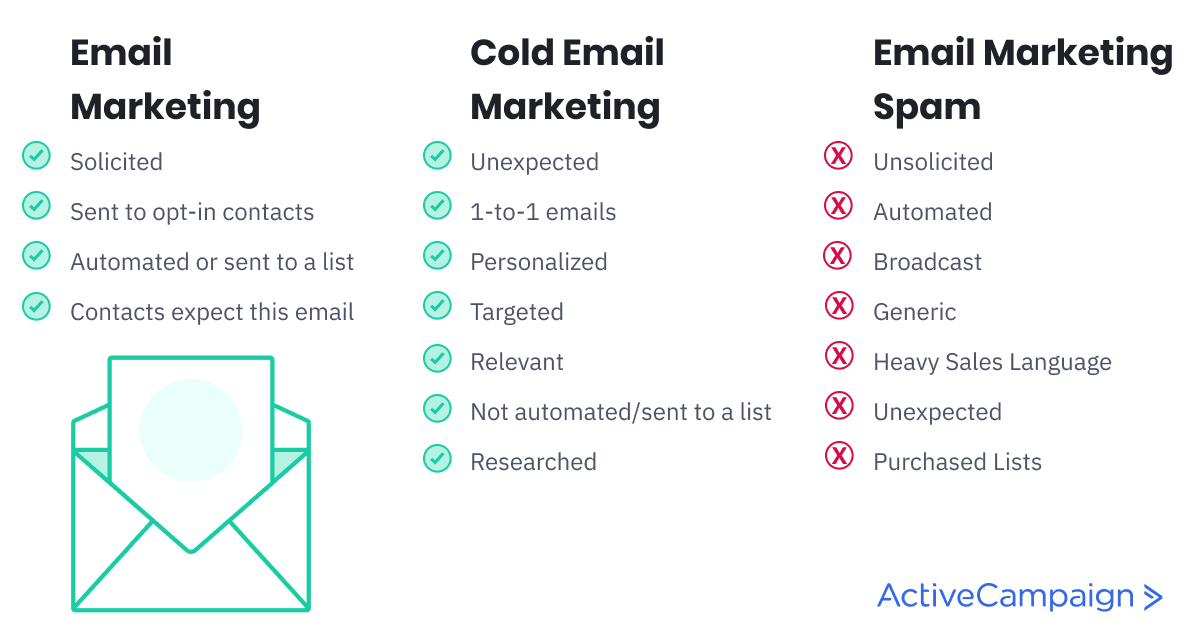 Email
Marketing
Solicited
Sent to opt-in contacts
Automated or sent to a list
Contacts expect this email
Cold Email
Marketing
Unexpected
1-to-1 emails
Personalized
Targeted
Relevant
Not automated/sent to a list
Researched
Email Marketing
Spam
X Unsolicited
X Automated
X Broadcast
X Generic
X Heavy Sales Language
X Unexpected
X Purchased Lists
ActiveCampaign